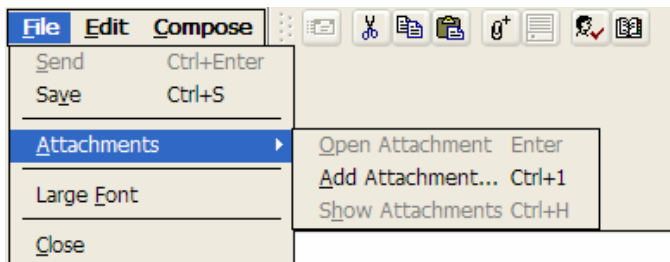 File Edit Compose
Send Ctrl+Enter
Save Ctrl+S
Attachments
Open Attachment Enter
Add Attachment... Ctrl+1
Show Attachments Ctrl+H
Large Font
Close